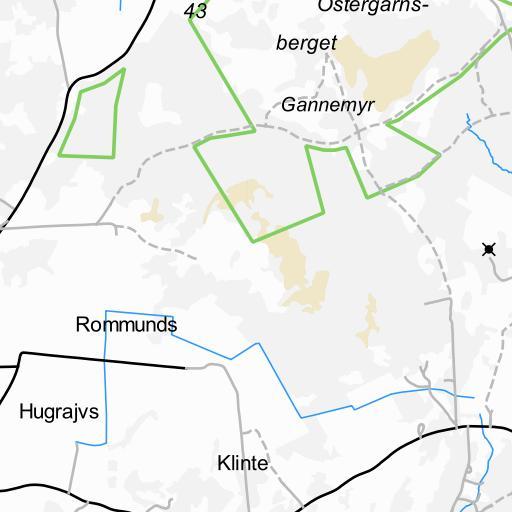 43
Östergarns-
berget
Gannemyr
Rommunds
Hugrajvs
Klinte